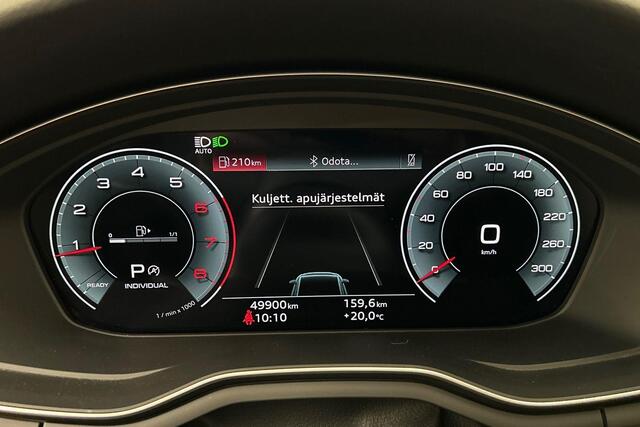 AUTO
210 km
Odota...
Kuljett. apujärjestelmät
1 2 3 4 5 6 7 8
0 1/1
READY
P
INDIVIDUAL
1 / min x 1000
0 20 40 60 80 100 140 180 220 260 300
0
km/h
49900 km
159,6 km
10:10
+20,0 °C